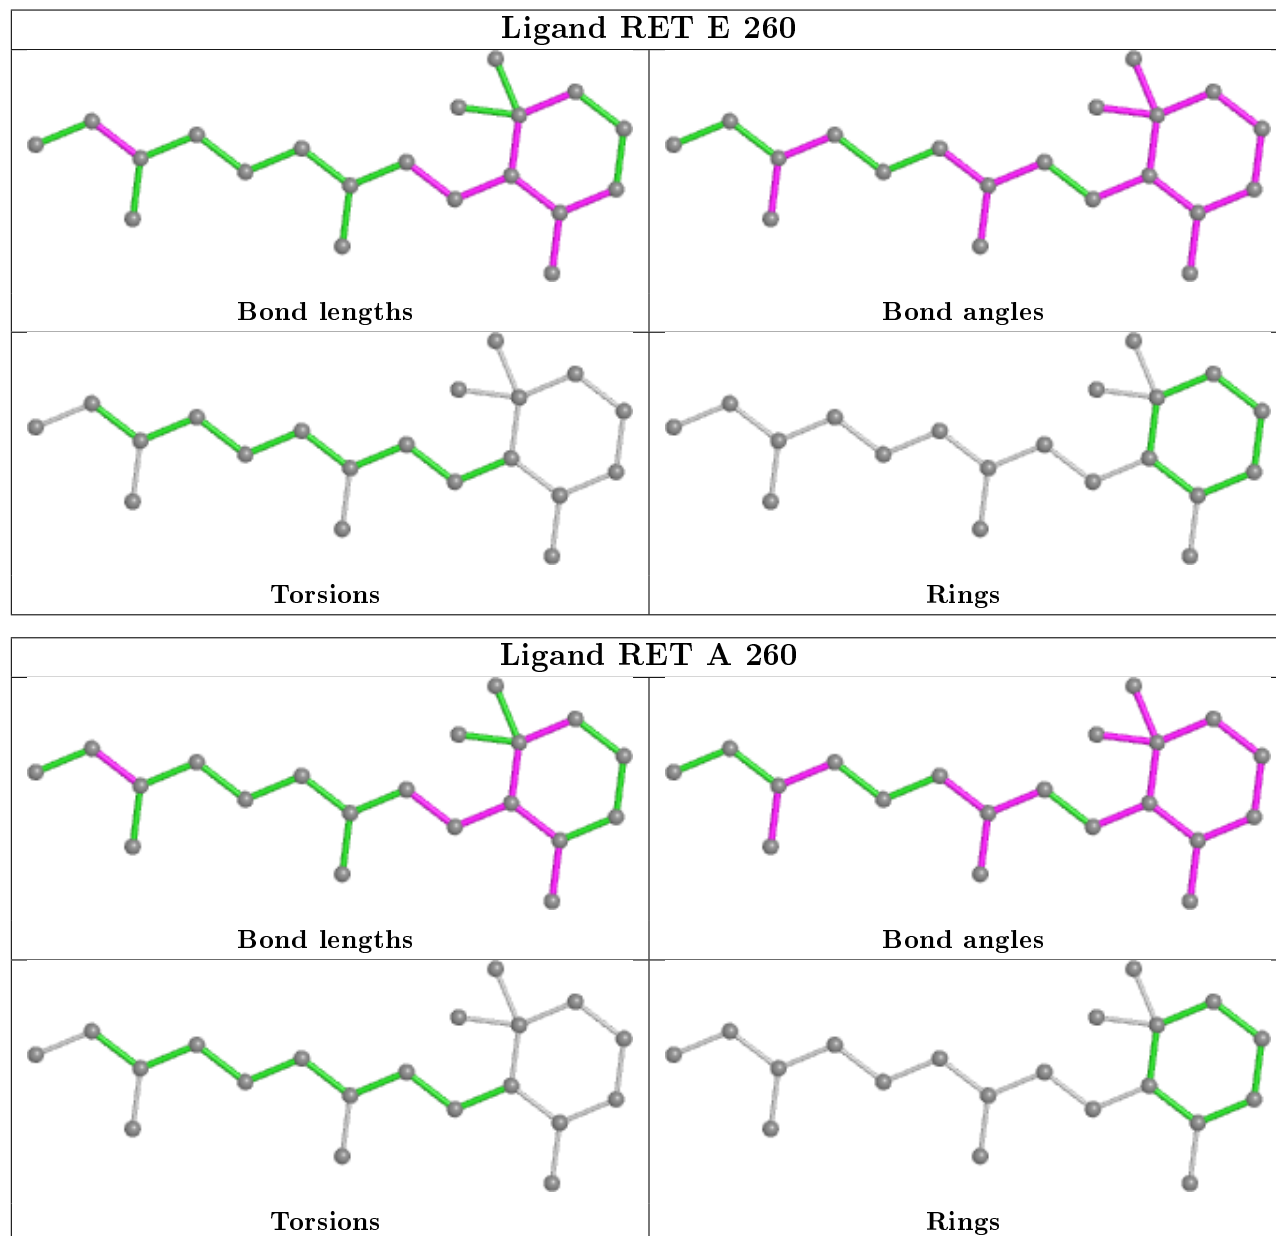 Ligand RET E 260
Bond lengths
Bond angles
Torsions
Rings
Ligand RET A 260
Bond lengths
Bond angles
Torsions
Rings